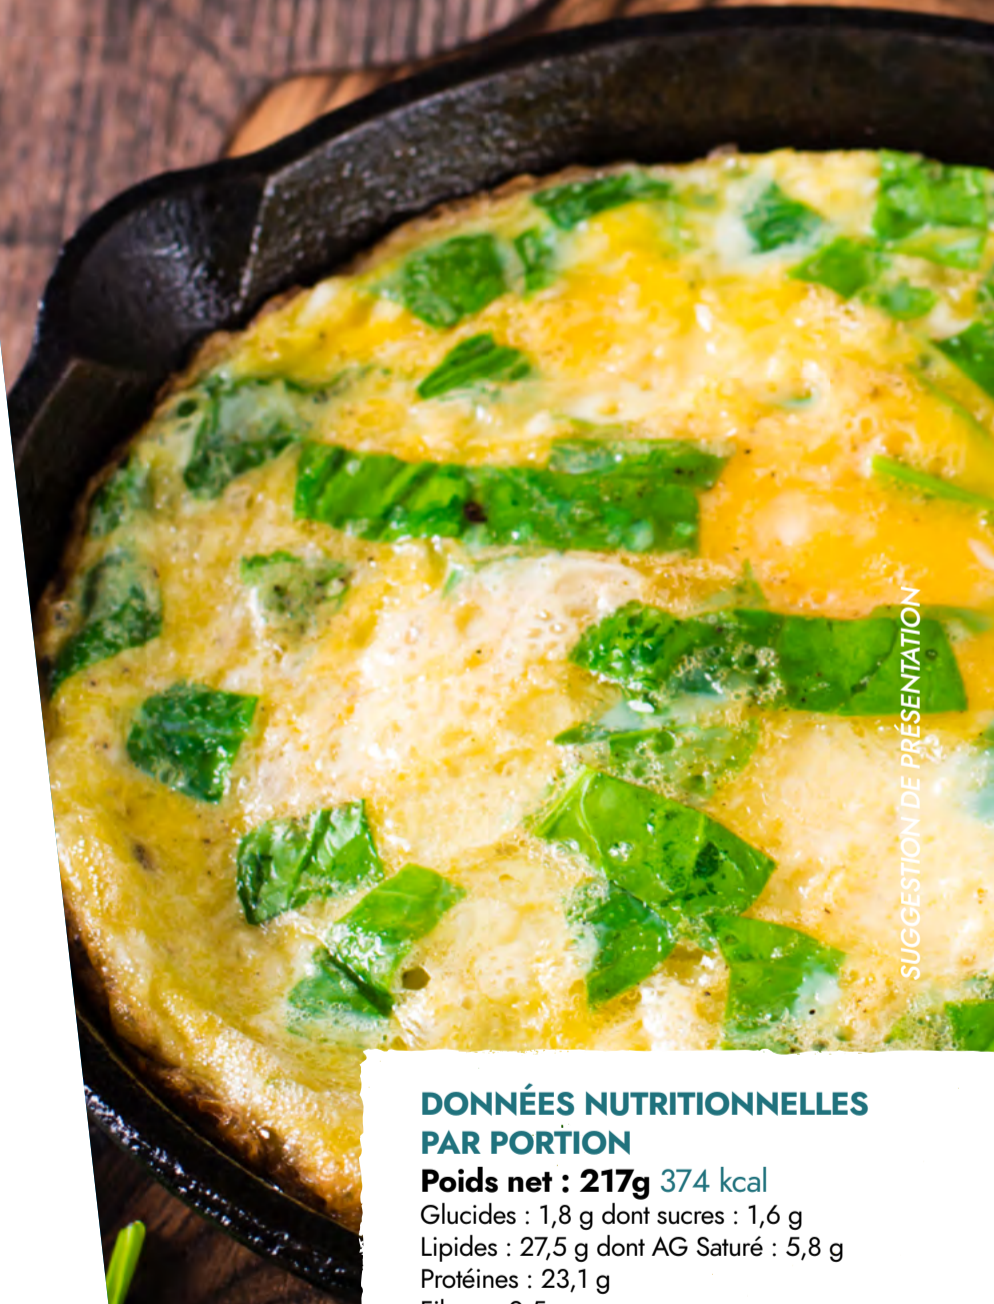 SUGGESTION DE PRÉSENTATION
DONNÉES NUTRITIONNELLES
PAR PORTION
Poids net : 217g 374 kcal
Glucides : 1,8 g dont sucres : 1,6 g
Lipides : 27,5 g dont AG Saturé : 5,8 g
Protéines : 23,1 g